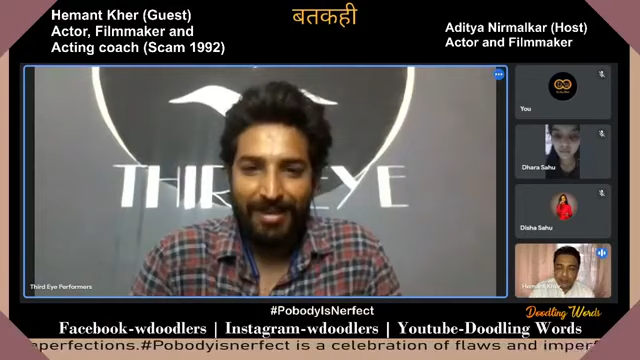 Hemant Kher (Guest)
Actor, Filmmaker and
Acting coach (Scam 1992)
बतकही
Aditya Nirmalkar (Host)
Actor and Filmmaker
THIRD EYE
Third Eye Performers
You
Dhara Sahu
Disha Sahu
Hemant Kher
#PobodyIsNerfect
Doodling Words
Facebook-wdoodlers | Instagram-wdoodlers | Youtube-Doodling Words
mperfections.#Pobodyisnerfect is a celebration of flaws and imperf